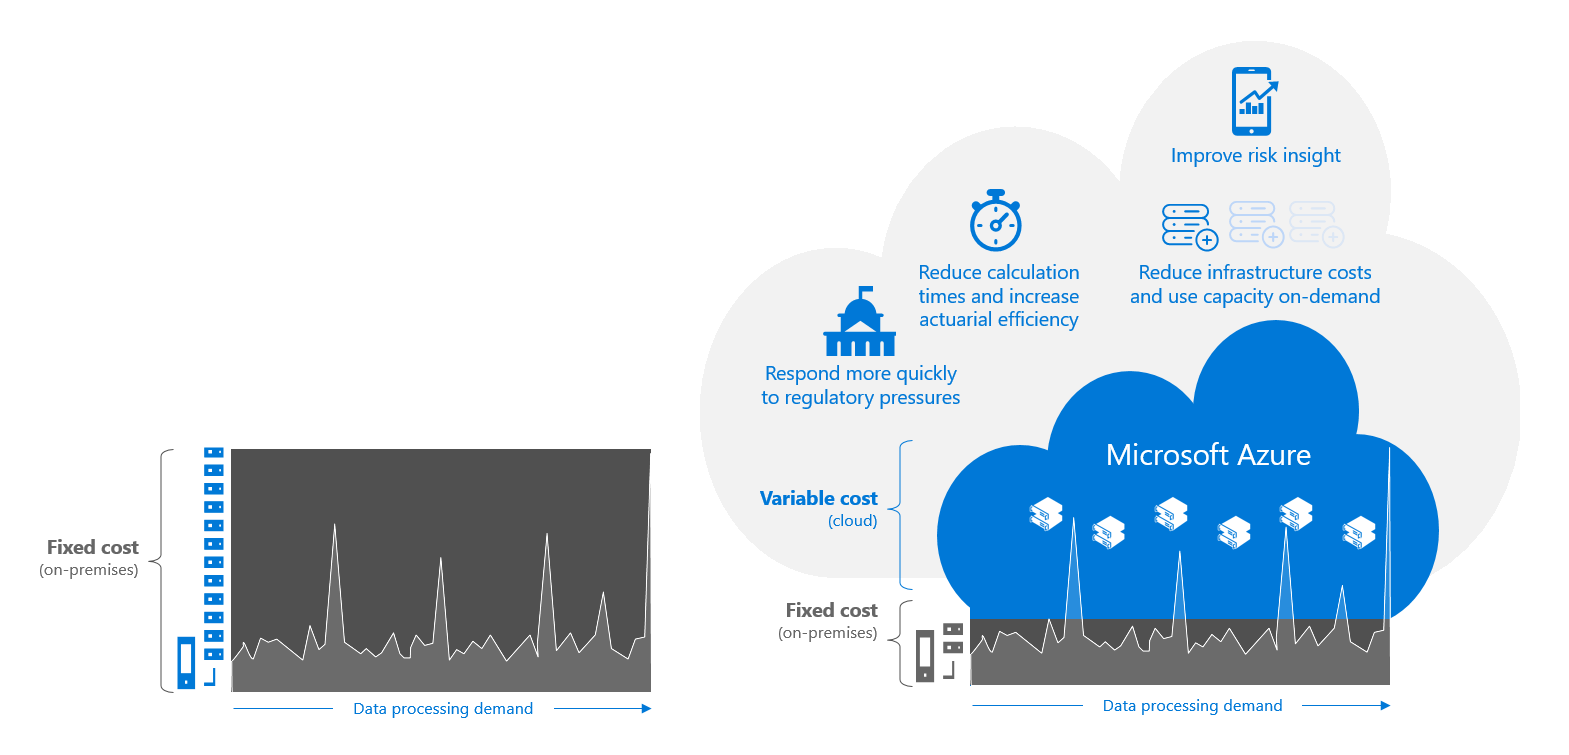 Improve risk insight
Reduce calculation
times and increase
actuarial efficiency
Reduce infrastructure costs
and use capacity on-demand
Respond more quickly
to regulatory pressures
Microsoft Azure
Variable cost
(cloud)
Fixed cost
(on-premises)
Fixed cost
(on-premises)
Data processing demand
Data processing demand